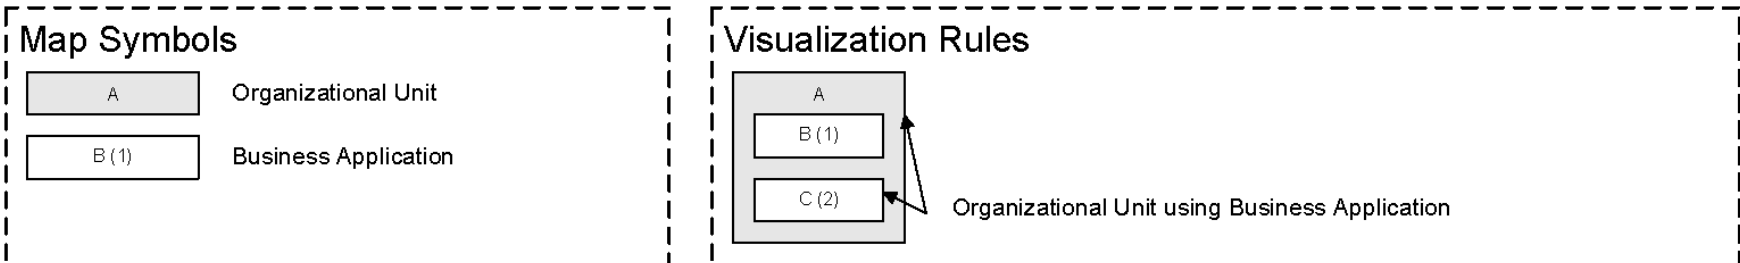 Map Symbols
A
Organizational Unit
B (1)
Business Application
Visualization Rules
A
B (1)
C (2)
Organizational Unit using Business Application